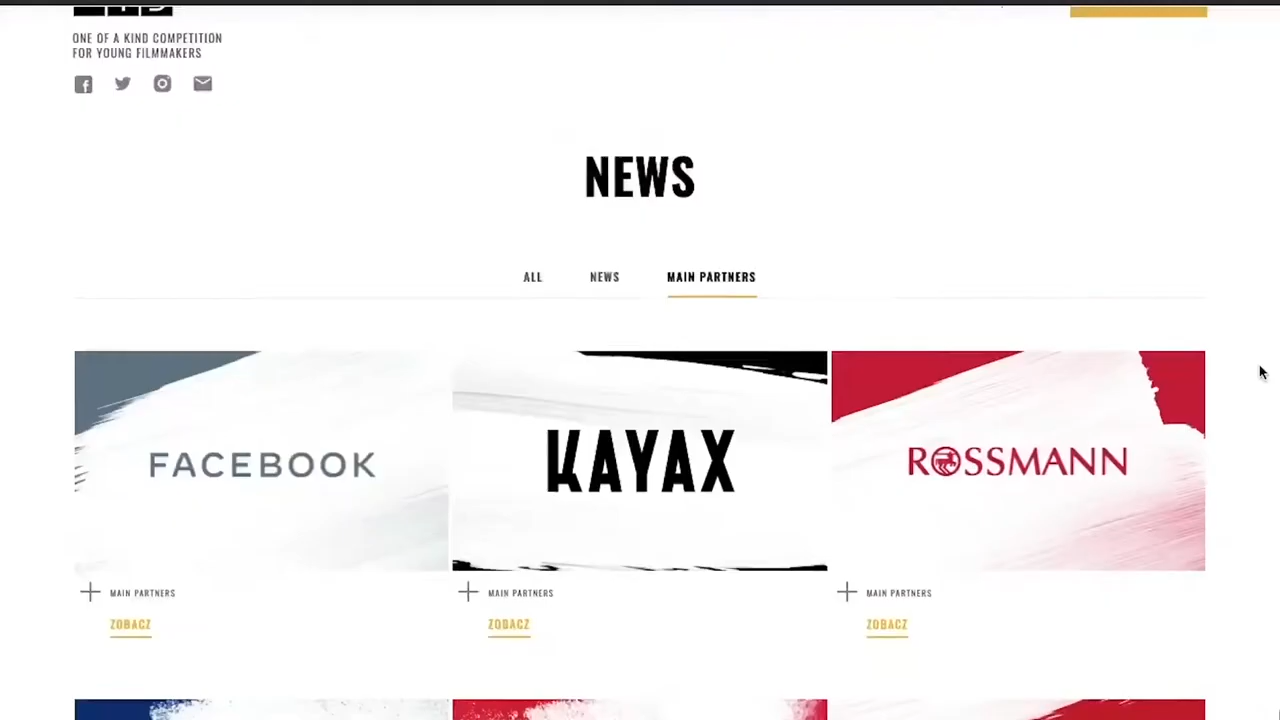 ONE OF A KIND COMPETITION
FOR YOUNG FILMMAKERS
NEWS
ALL NEWS MAIN PARTNERS
FACEBOOK
KAYAX
ROSSMANN
MAIN PARTNERS
ZOBACZ
MAIN PARTNERS
ZOBACZ
MAIN PARTNERS
ZOBACZ